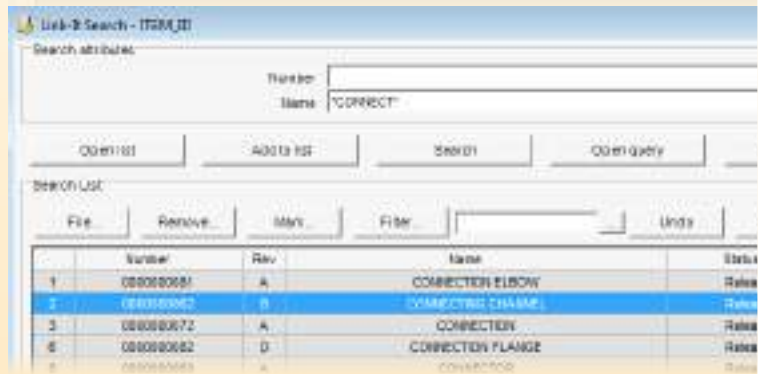 Link-It Search - ITEM_ID
Search attributes
Number
Name *CONNECT*
Open list Add to list Search Open query
Search List
File... Remove... Mark... Filter... Undo
Number Rev Name Status
1 A CONNECTION ELBOW
2 B CONNECTING CHANNEL
3 A CONNECTION
6 D CONNECTION FLANGE
A CONNECTOR